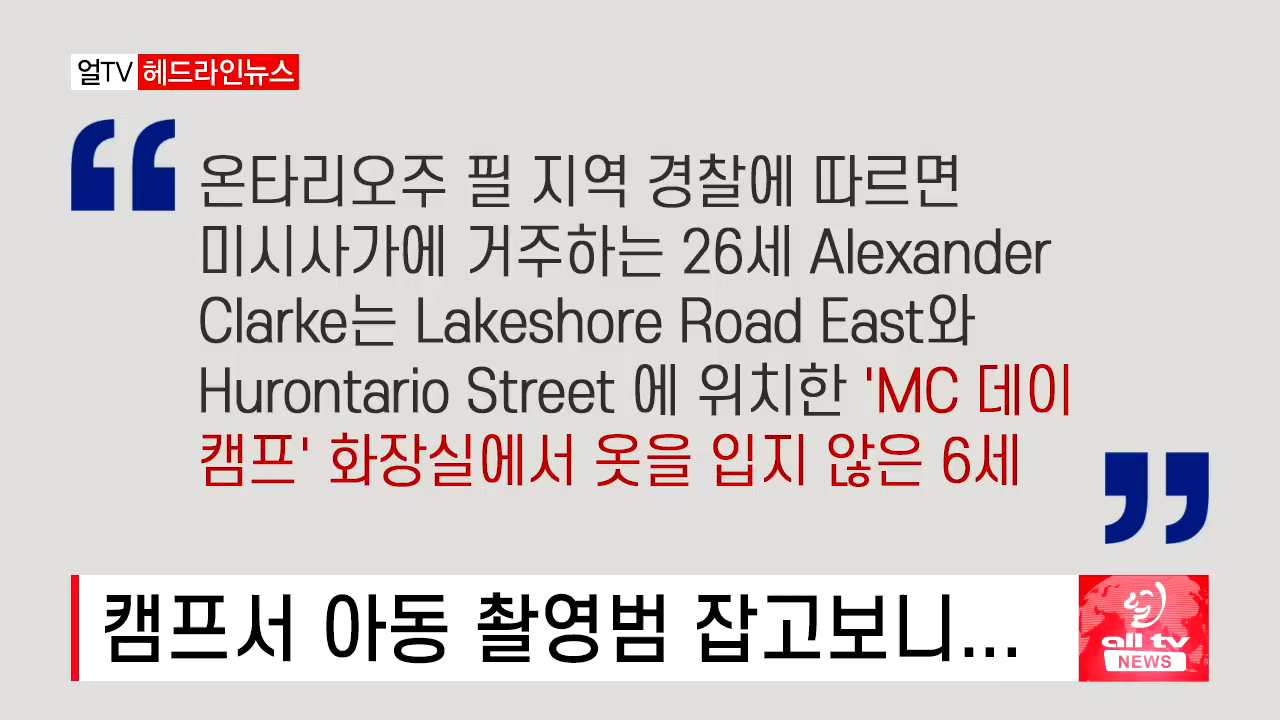 얼TV 헤드라인뉴스
온타리오주 필 지역 경찰에 따르면
미시사가에 거주하는 26세 Alexander
Clarke는 Lakeshore Road East와
Hurontario Street 에 위치한 'MC 데이
캠프' 화장실에서 옷을 입지 않은 6세
캠프서 아동 촬영범 잡고보니...
all tv
NEWS